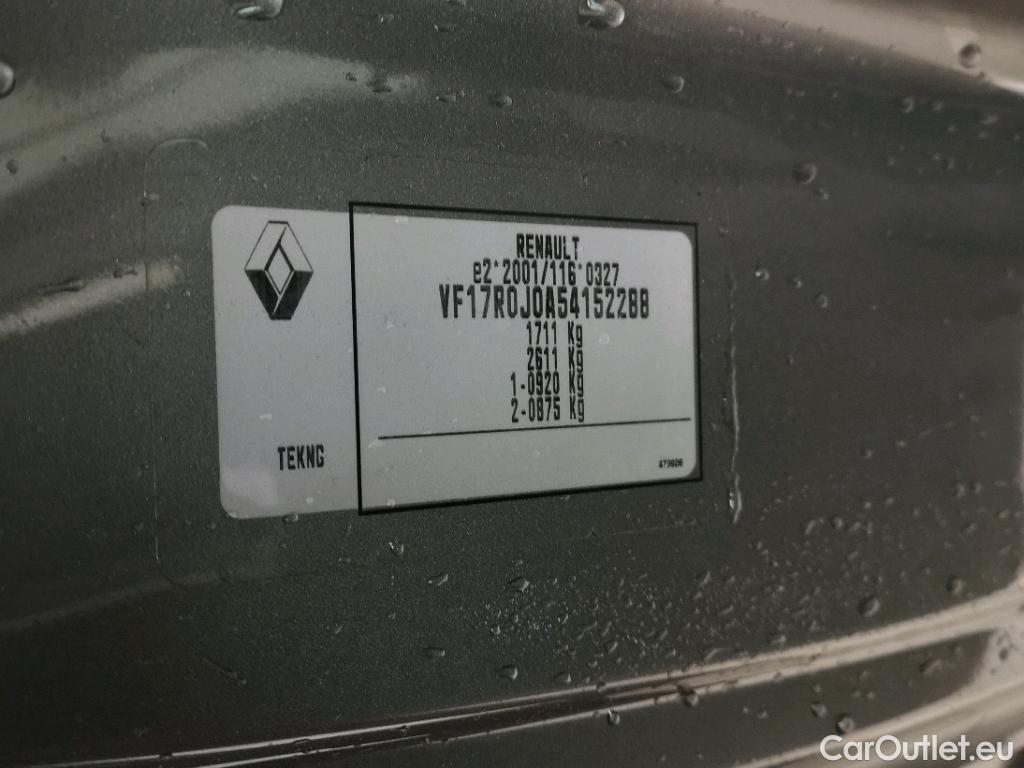 RENAULT
e2*2001/116*0327
VF17R0J0A54152288
1711 Kg
2611 Kg
1-0920 Kg
2-0875 Kg
TEKNG
473926
CarOutlet.eu